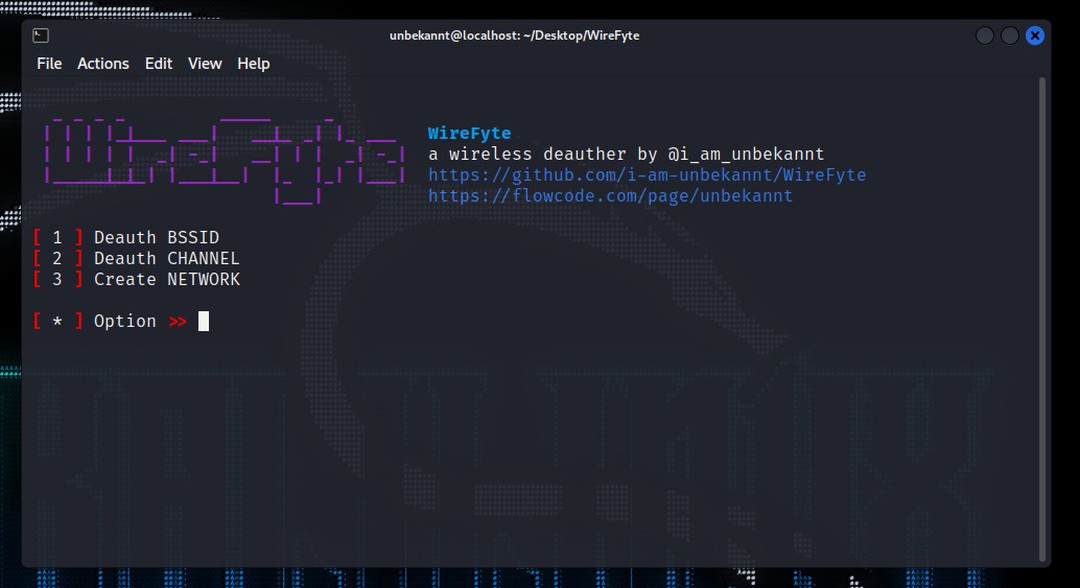 unbekannt@localhost: ~/Desktop/WireFyte
File Actions Edit View Help
WireFyte
WireFyte
a wireless deauther by @i_am_unbekannt
https://github.com/i-am-unbekannt/WireFyte
https://flowcode.com/page/unbekannt
[ 1 ] Deauth BSSID
[ 2 ] Deauth CHANNEL
[ 3 ] Create NETWORK
[ * ] Option >>